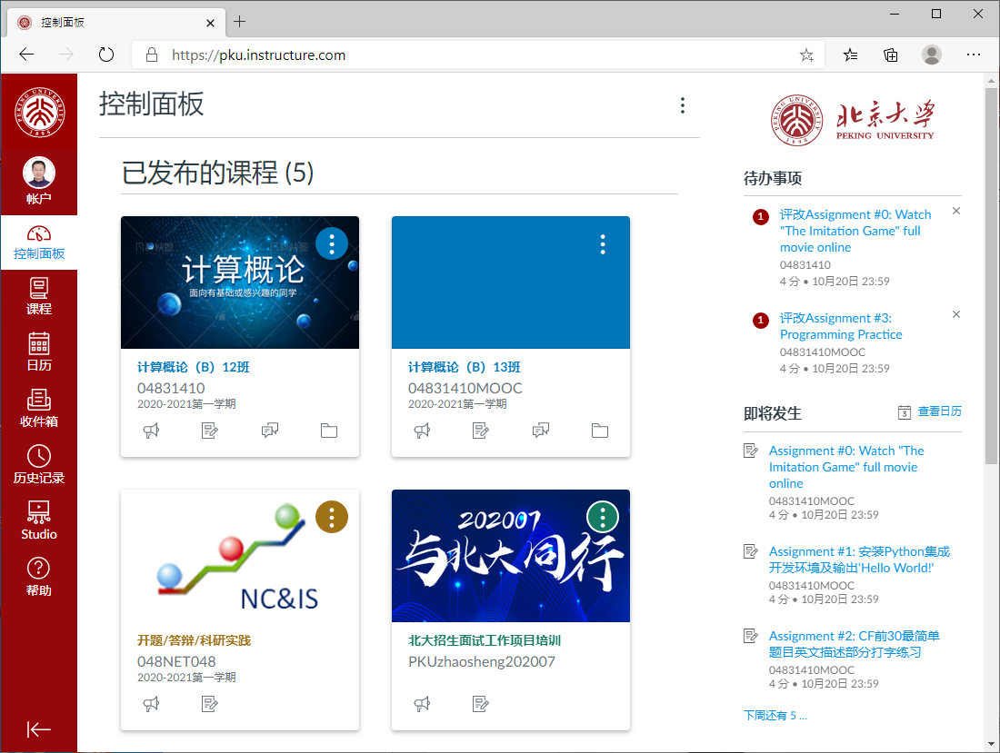 控制面板
https://pku.instructure.com
PEKING UNIVERSITY
1898
帐户
控制面板
课程
日历
收件箱
历史记录
Studio
帮助
控制面板
已发布的课程 (5)
计算概论
面向有基础或感兴趣的同学
计算概论（B）12班
04831410
2020-2021第一学期
计算概论（B）13班
04831410MOOC
2020-2021第一学期
NC&IS
开题/答辩/科研实践
048NET048
2020-2021第一学期
202007
与北大同行
北大招生面试工作项目培训
PKUzhaosheng202007
PEKING UNIVERSITY
1898
北京大学
PEKING UNIVERSITY
待办事项
1
评改Assignment #0: Watch
"The Imitation Game" full
movie online
04831410
4 分 • 10月20日 23:59
1
评改Assignment #3:
Programming Practice
04831410MOOC
4 分 • 10月20日 23:59
即将发生
3
查看日历
Assignment #0: Watch "The
Imitation Game" full movie
online
04831410MOOC
4 分 • 10月20日 23:59
Assignment #1: 安装Python集成
开发环境及输出'Hello World!'
04831410MOOC
4 分 • 10月20日 23:59
Assignment #2: CF前30最简单
题目英文描述部分打字练习
04831410MOOC
4 分 • 10月20日 23:59
下周还有 5 ...